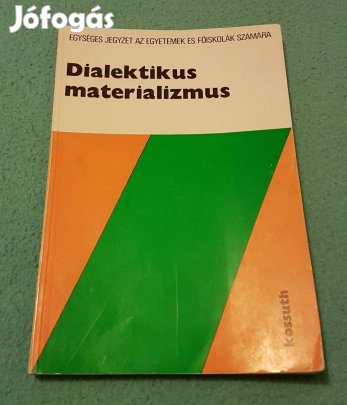 Jófogás
EGYSÉGES JEGYZET AZ EGYETEMEK ÉS FŐISKOLÁK SZÁMÁRA
Dialektikus
materializmus
kossuth